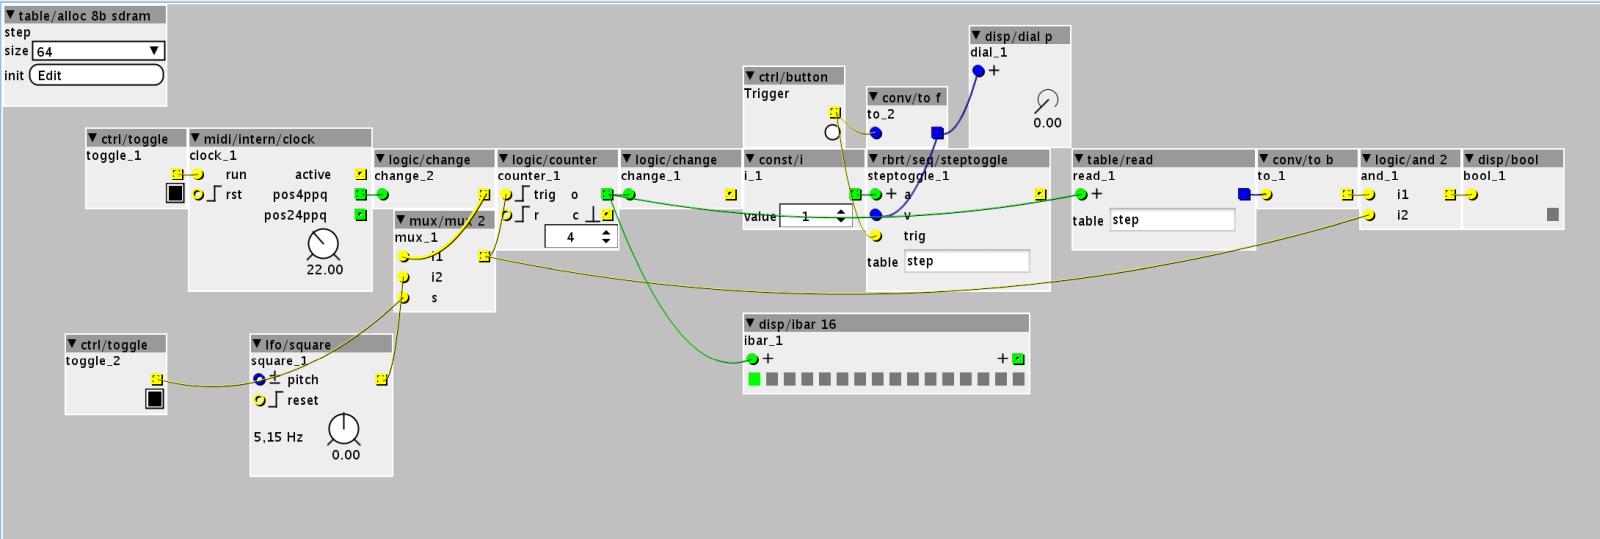 table/alloc 8b sdram
step
size 64
init Edit
disp/dial p
dial_1
+
0.00
ctrl/button
Trigger
conv/to f
to_2
ctrl/toggle
toggle_1
midi/intern/clock
clock_1
run active
rst pos4ppq
pos24ppq
22.00
logic/change
change_2
logic/counter
counter_1
trig o
r c
4
logic/change
change_1
const/i
i_1
value 1
rbrt/seq/steptoggle
steptoggle_1
+ a
v
trig
table step
table/read
read_1
+
table step
conv/to b
to_1
logic/and 2
and_1
i1
i2
disp/bool
bool_1
mux/mux 2
mux_1
i1
i2
s
disp/ibar 16
ibar_1
+ +
ctrl/toggle
toggle_2
lfo/square
square_1
± pitch
reset
5,15 Hz
0.00